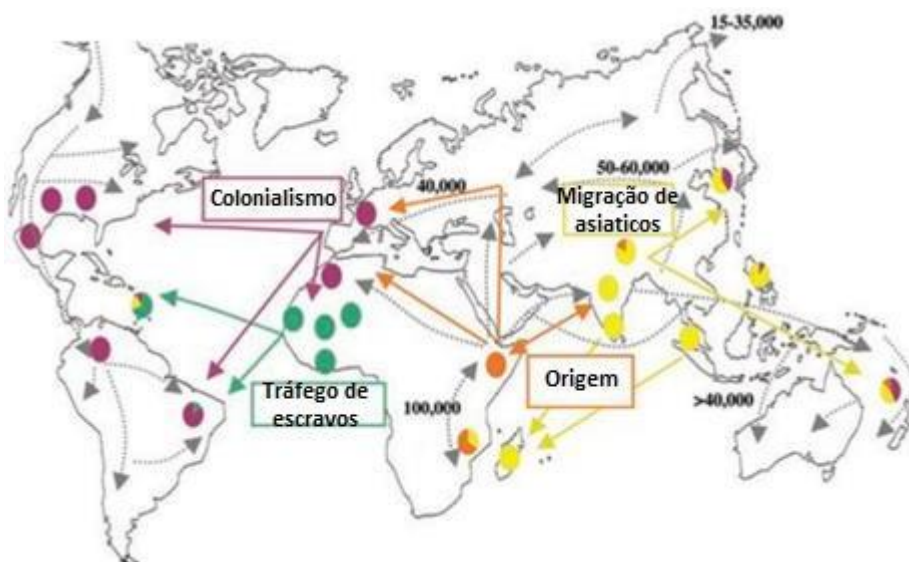 15-35,000
50-60,000
40,000
Colonialismo
Migração de
asiaticos
Origem
Tráfego de
escravos
100,000
>40,000